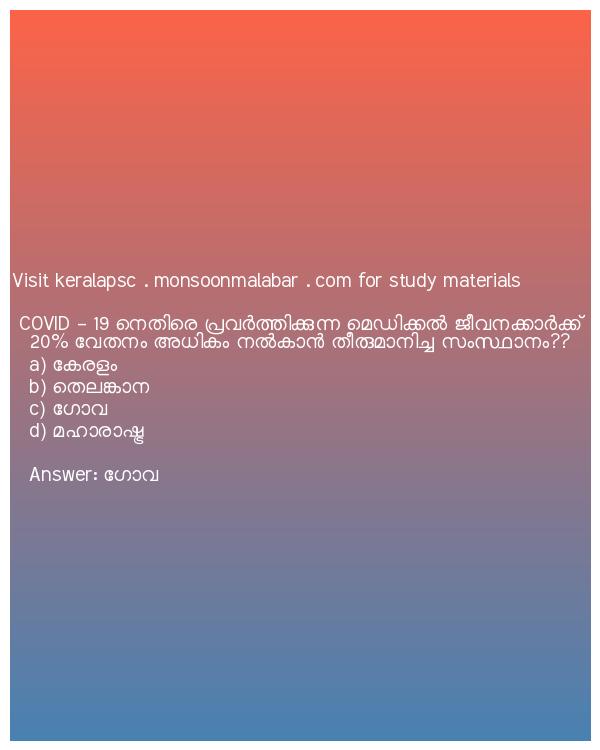 Visit keralapsc . monsoonmalabar . com for study materials
COVID - 19 നെതിരെ പ്രവർത്തിക്കുന്ന മെഡിക്കൽ ജീവനക്കാർക്ക്
20% വേതനം അധികം നൽകാൻ തീരുമാനിച്ച സംസ്ഥാനം??
a) കേരളം
b) തെലങ്കാന
c) ഗോവ
d) മഹാരാഷ്ട്ര
Answer: ഗോവ